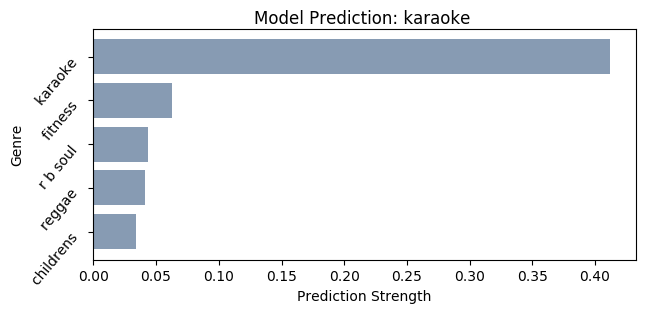 Model Prediction: karaoke
Genre
karaoke
fitness
r b soul
reggae
childrens
0.00 0.05 0.10 0.15 0.20 0.25 0.30 0.35 0.40
Prediction Strength